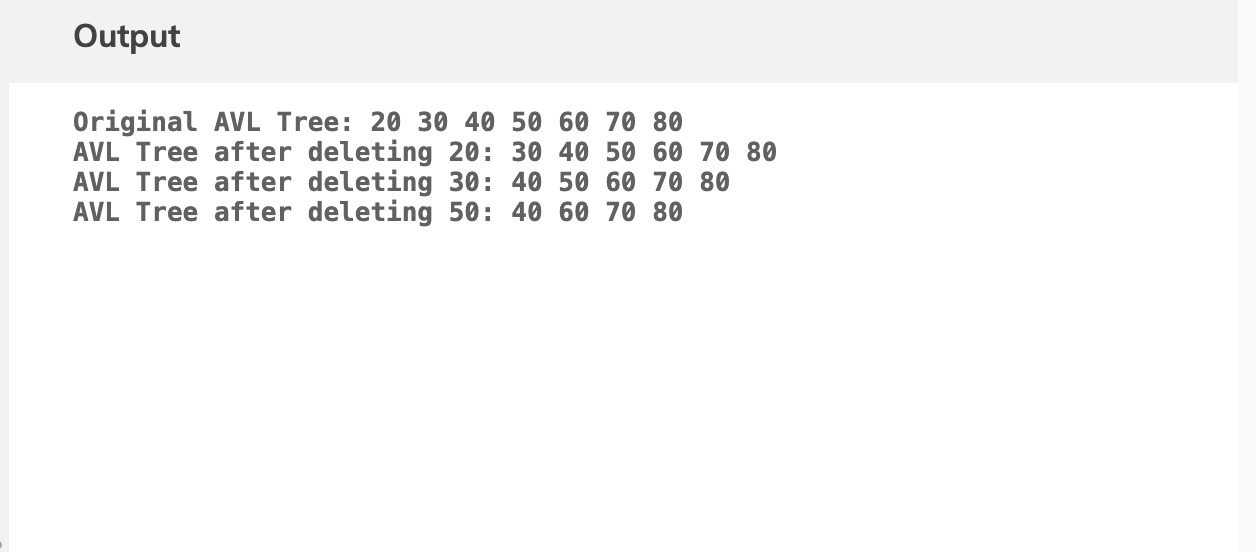 Output
Original AVL Tree: 20 30 40 50 60 70 80
AVL Tree after deleting 20: 30 40 50 60 70 80
AVL Tree after deleting 30: 40 50 60 70 80
AVL Tree after deleting 50: 40 60 70 80